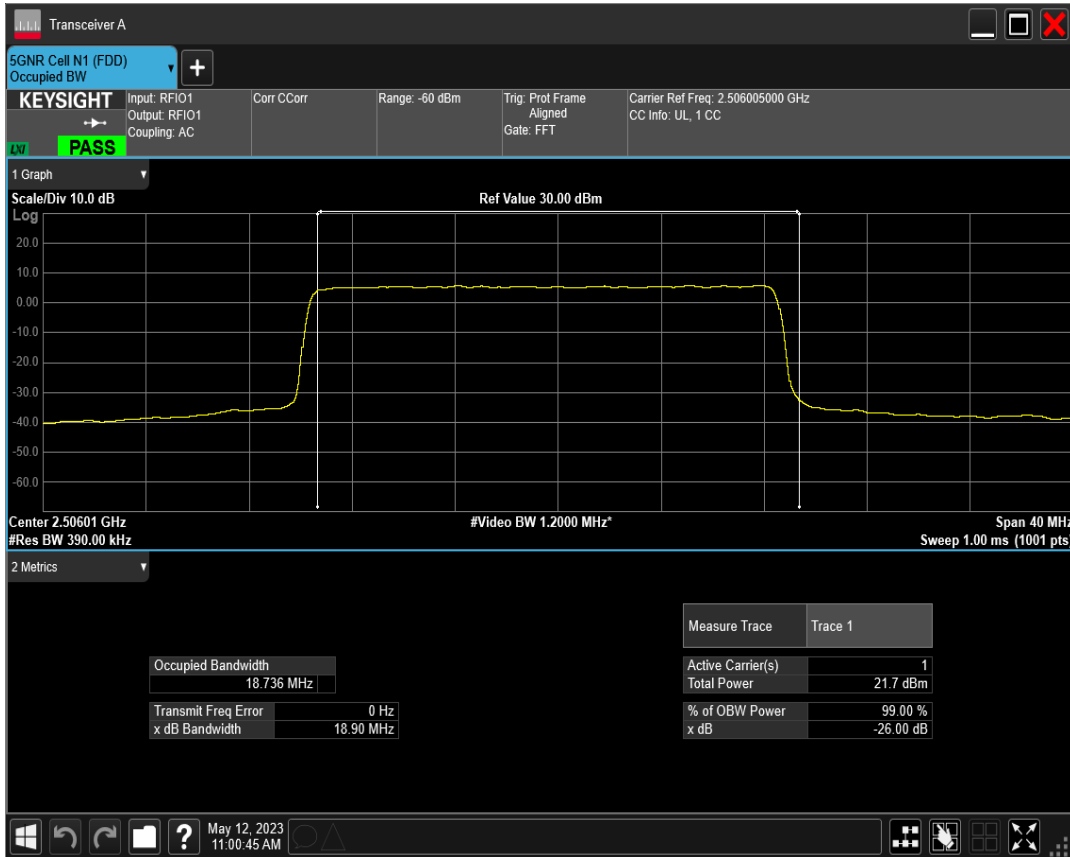 Transceiver A
5GNR Cell N1 (FDD)
Occupied BW
+
KEYSIGHT
LXI
PASS
Input: RFIO1
Output: RFIO1
Coupling: AC
Corr CCorr
Range: -60 dBm
Trig: Prot Frame
Aligned
Gate: FFT
Carrier Ref Freq: 2.506005000 GHz
CC Info: UL, 1 CC
1 Graph
Scale/Div 10.0 dB
Ref Value 30.00 dBm
Log
20.0
10.0
0.00
-10.0
-20.0
-30.0
-40.0
-50.0
-60.0
Center 2.50601 GHz
#Video BW 1.2000 MHz*
Span 40 MHz
#Res BW 390.00 kHz
Sweep 1.00 ms (1001 pts)
2 Metrics
Measure Trace Trace 1
Occupied Bandwidth
18.736 MHz
Active Carrier(s) 1
Total Power 21.7 dBm
Transmit Freq Error 0 Hz
x dB Bandwidth 18.90 MHz
% of OBW Power 99.00 %
x dB -26.00 dB
?
May 12, 2023
11:00:45 AM